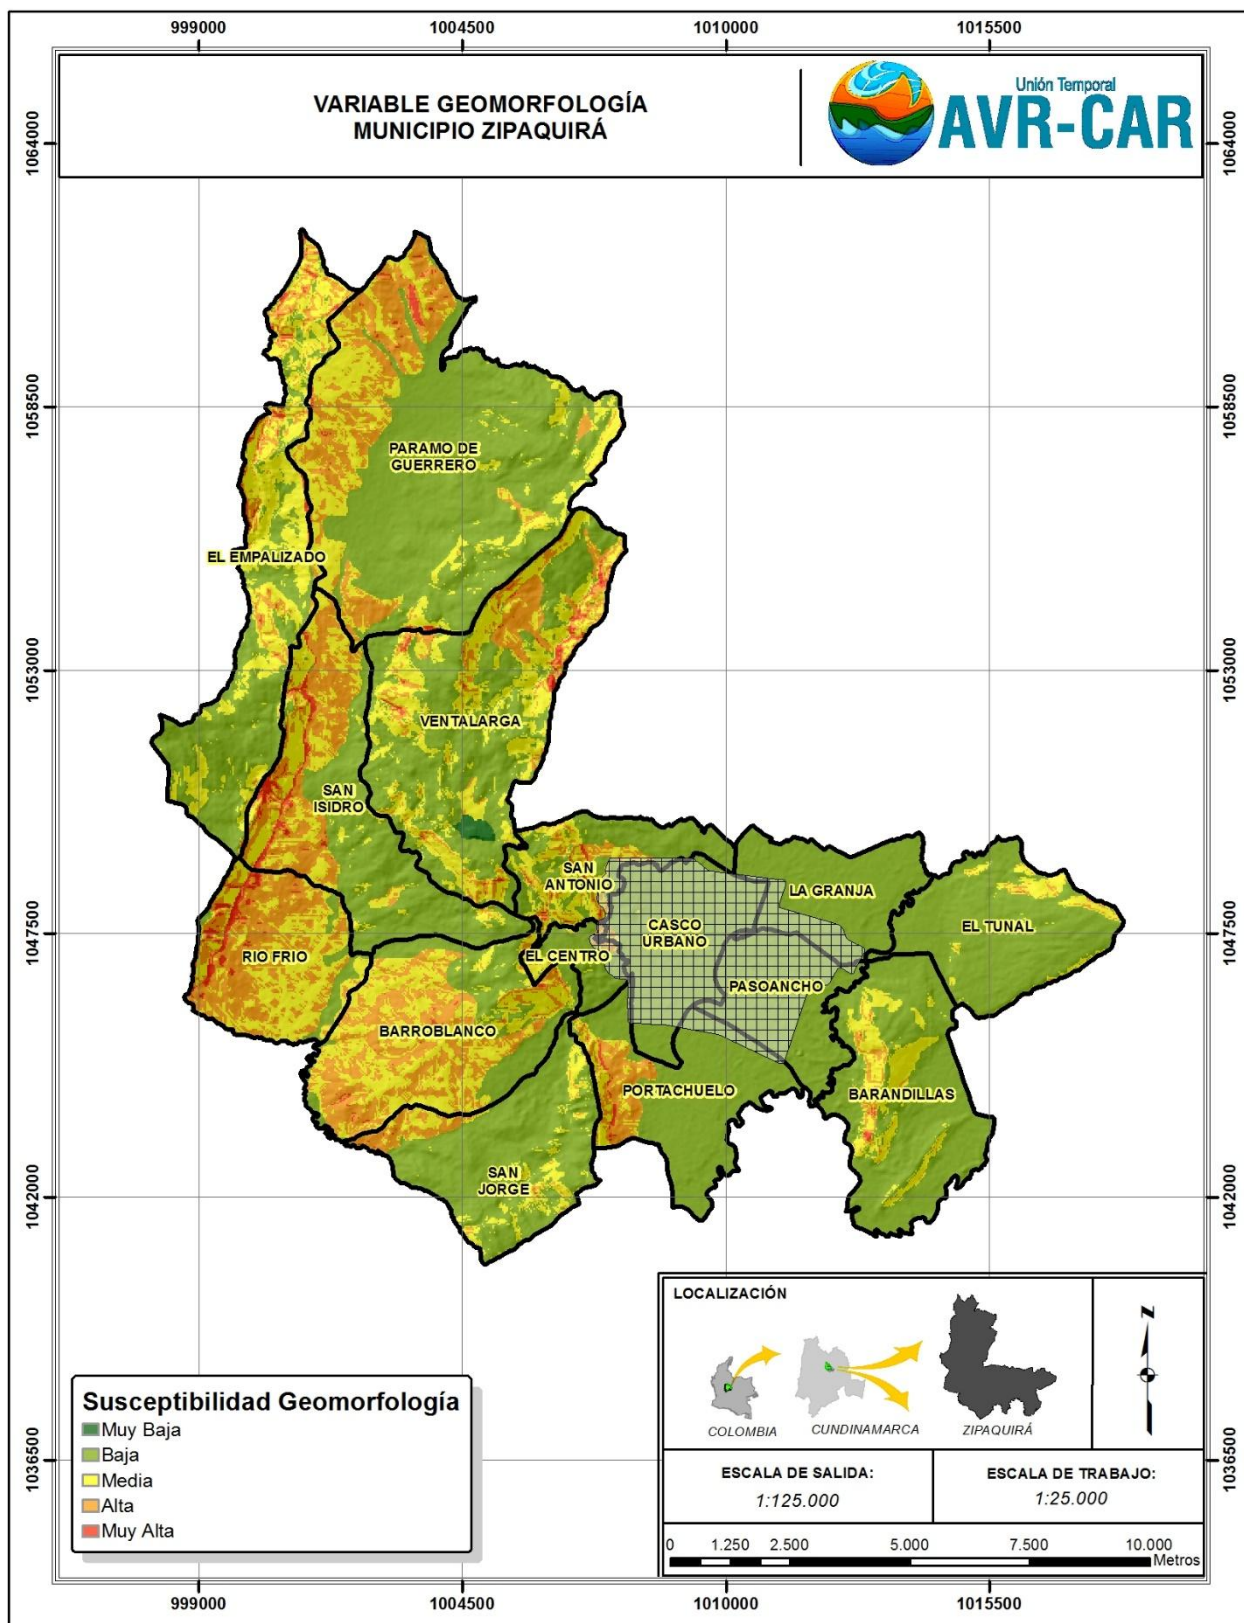 999000 1004500 1010000 1015500
VARIABLE GEOMORFOLOGÍA
MUNICIPIO ZIPAQUIRÁ
Unión Temporal
AVR-CAR
1064000 1064000
1058500 1058500
PARAMO DE
GUERRERO
EL EMPALIZADO
1053000 1053000
VENTALARGA
SAN
ISIDRO
SAN
ANTONIO
LA GRANJA
CASCO
URBANO
EL TUNAL
1047500 1047500
RIO FRIO
EL CENTRO
PASOANCHO
BARROBLANCO
PORTACHUELO
BARANDILLAS
SAN
JORGE
1042000 1042000
LOCALIZACIÓN
COLOMBIA
CUNDINAMARCA
ZIPAQUIRÁ
N
Susceptibilidad Geomorfología
Muy Baja
Baja
Media
Alta
Muy Alta
1036500 1036500
ESCALA DE SALIDA:
1:125.000
ESCALA DE TRABAJO:
1:25.000
0 1.250 2.500 5.000 7.500 10.000
Metros
999000 1004500 1010000 1015500